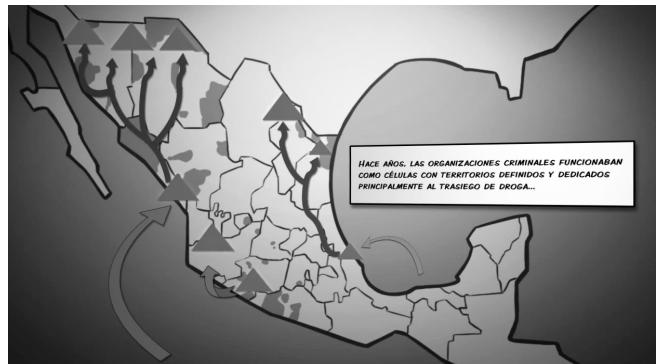 HACE AÑOS, LAS ORGANIZACIONES CRIMINALES FUNCIONABAN
COMO CÉLULAS CON TERRITORIOS DEFINIDOS Y DEDICADOS
PRINCIPALMENTE AL TRASIEGO DE DROGA...